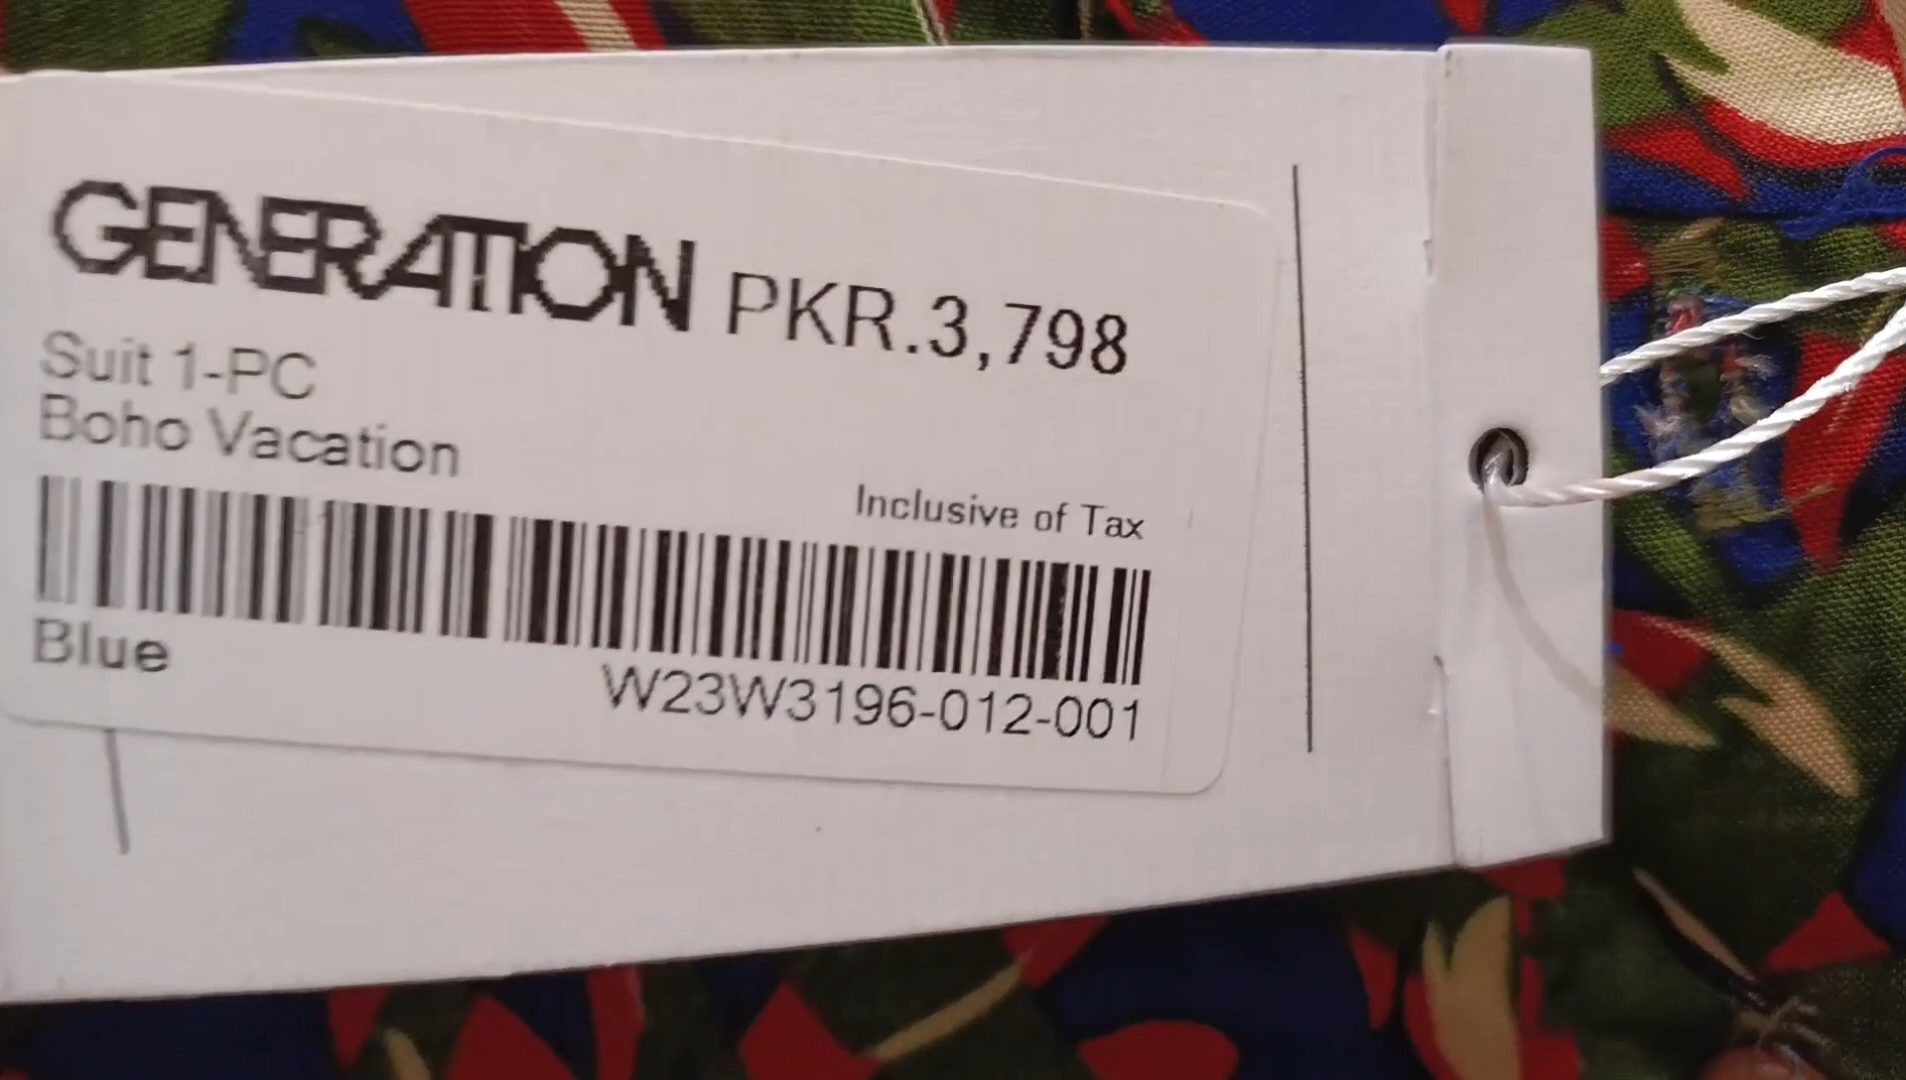 GENERATION PKR.3,798
Suit 1-PC
Boho Vacation
Inclusive of Tax
Blue
W23W3196-012-001